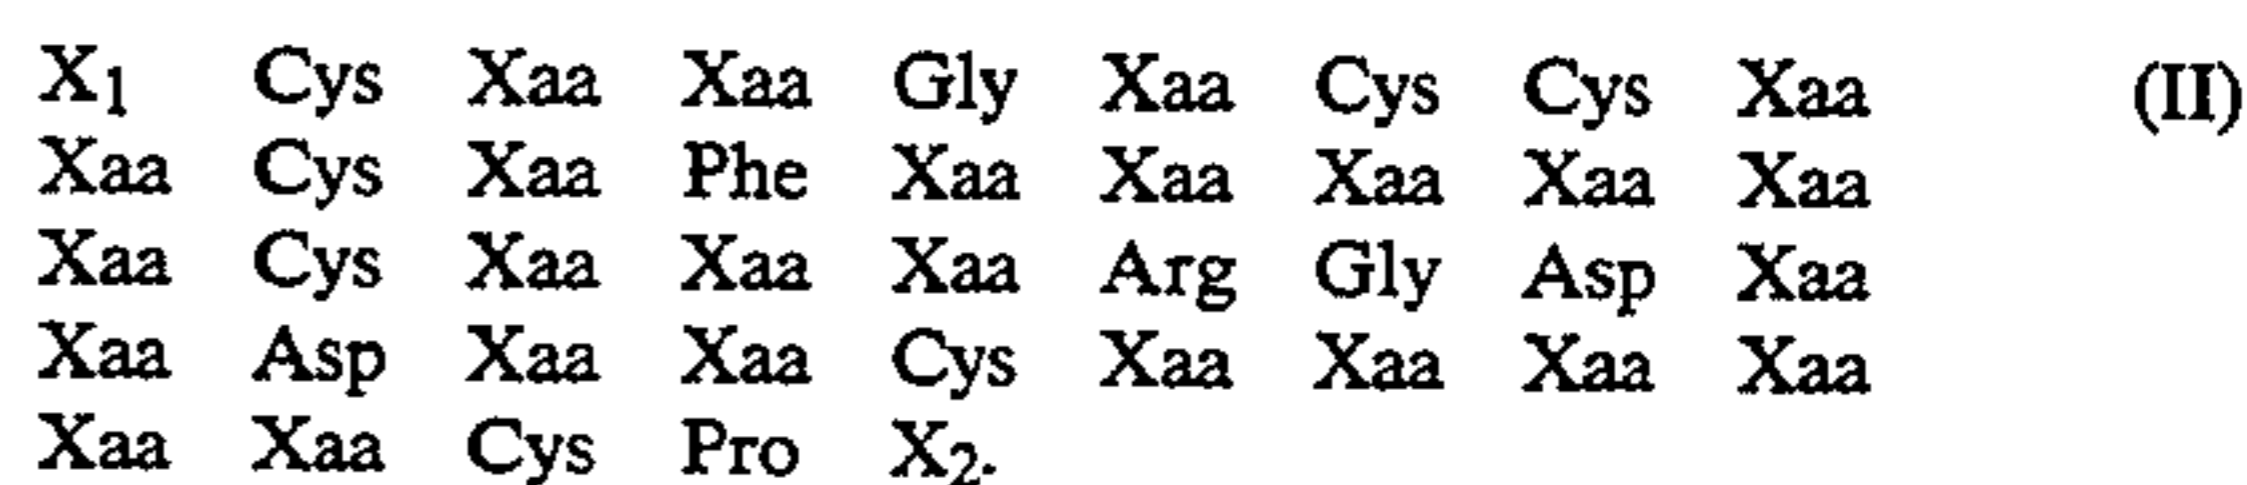 X1 Cys Xaa Xaa Gly Xaa Cys Cys Xaa (II)
Xaa Cys Xaa Phe Xaa Xaa Xaa Xaa Xaa
Xaa Cys Xaa Xaa Xaa Arg Gly Asp Xaa
Xaa Asp Xaa Xaa Cys Xaa Xaa Xaa Xaa
Xaa Xaa Cys Pro X2.